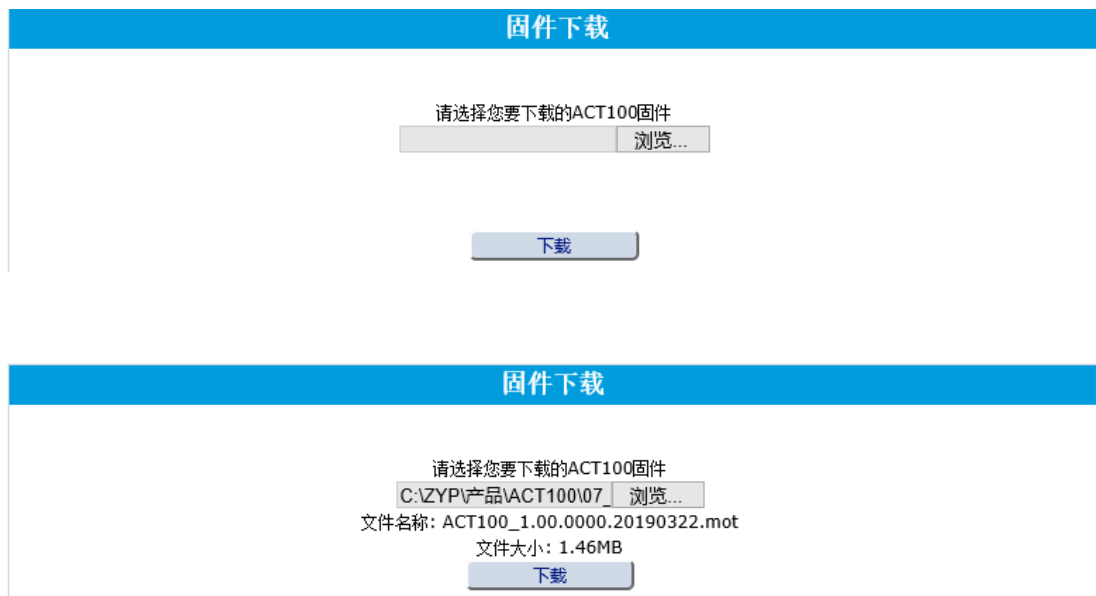 固件下载
请选择您要下载的ACT100固件
浏览...
下载
固件下载
请选择您要下载的ACT100固件
C:\ZYP\产品\ACT100\07_ 浏览...
文件名称: ACT100_1.00.0000.20190322.mot
文件大小: 1.46MB
下载